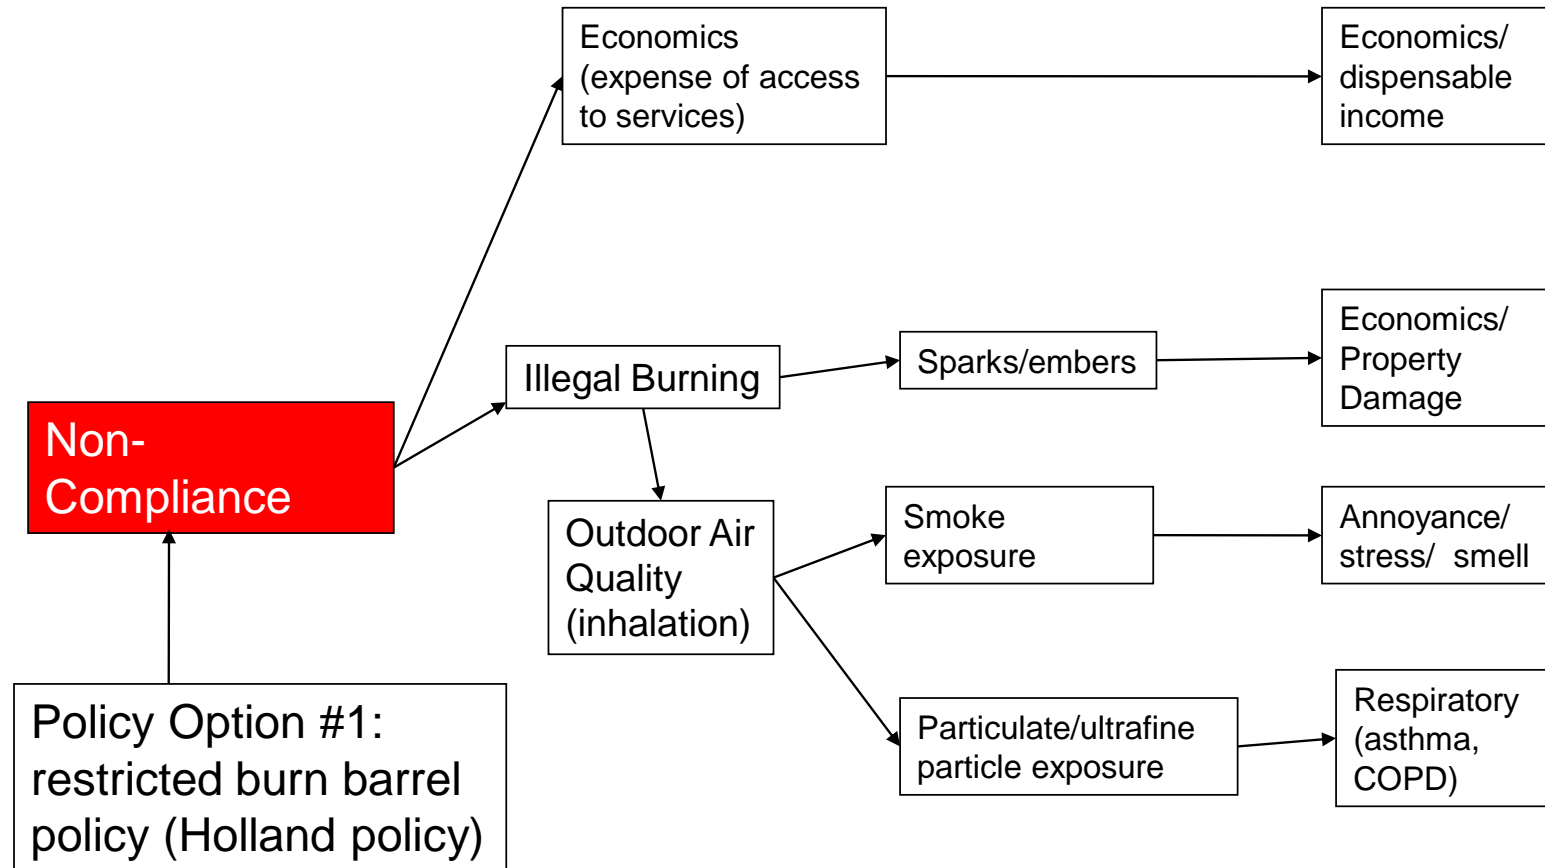 Economics
(expense of access
to services)
Economics/
dispensable
income
Illegal Burning
Sparks/embers
Economics/
Property
Damage
Non-
Compliance
Outdoor Air
Quality
(inhalation)
Smoke
exposure
Annoyance/
stress/  smell
Particulate/ultrafine
particle exposure
Respiratory
(asthma,
COPD)
Policy Option #1:
restricted burn barrel
policy (Holland policy)